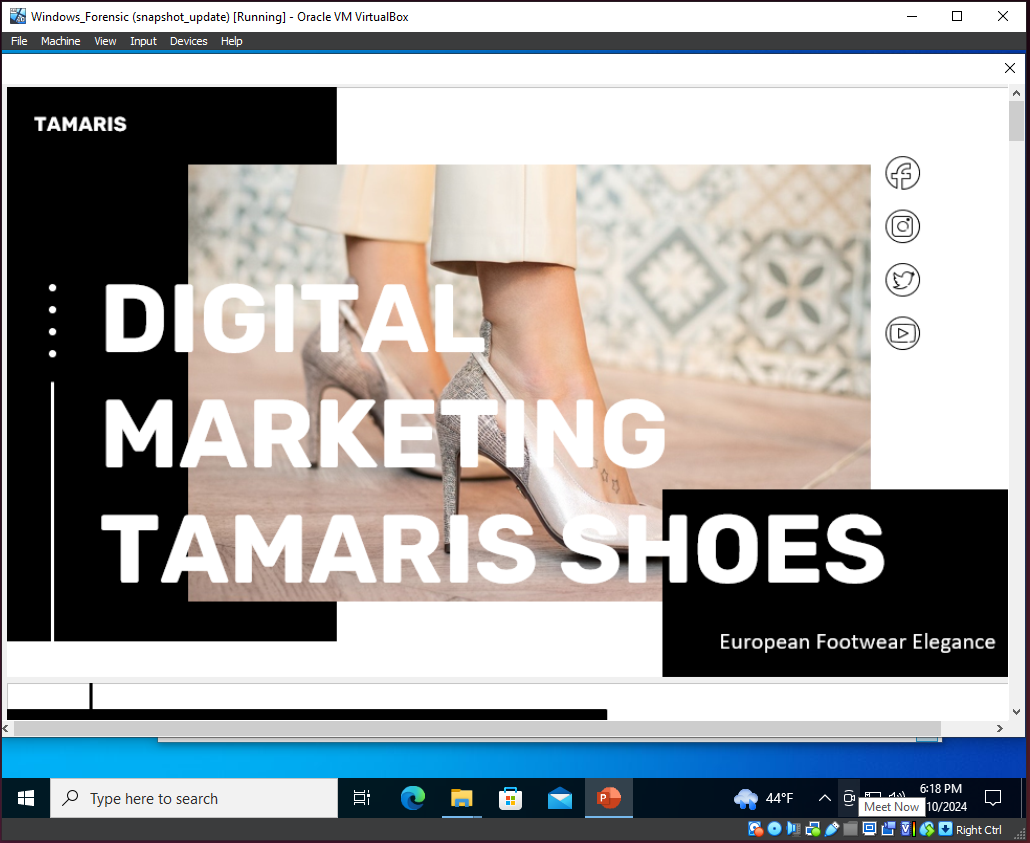 Windows_Forensic (snapshot_update) [Running] - Oracle VM VirtualBox
File Machine View Input Devices Help
TAMARIS
DIGITAL
MARKETING
TAMARIS SHOES
European Footwear Elegance
Type here to search
44°F
6:18 PM
10/2024
Meet Now
Right Ctrl